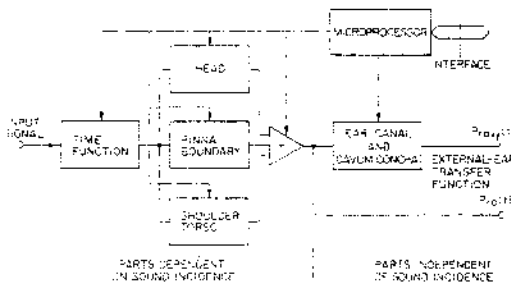 MICROPROCESSOR
INTERFACE
HEAD
INPUT
SIGNAL
TIME
FUNCTION
PINNA
BOUNDARY
+
EAR CANAL
AND
CAVUM CONCHA
EXTERNAL-EAR
TRANSFER
FUNCTION
SHOULDER
TORSO
PARTS DEPENDENT
ON SOUND INCIDENCE
PARTS INDEPENDENT
OF SOUND INCIDENCE